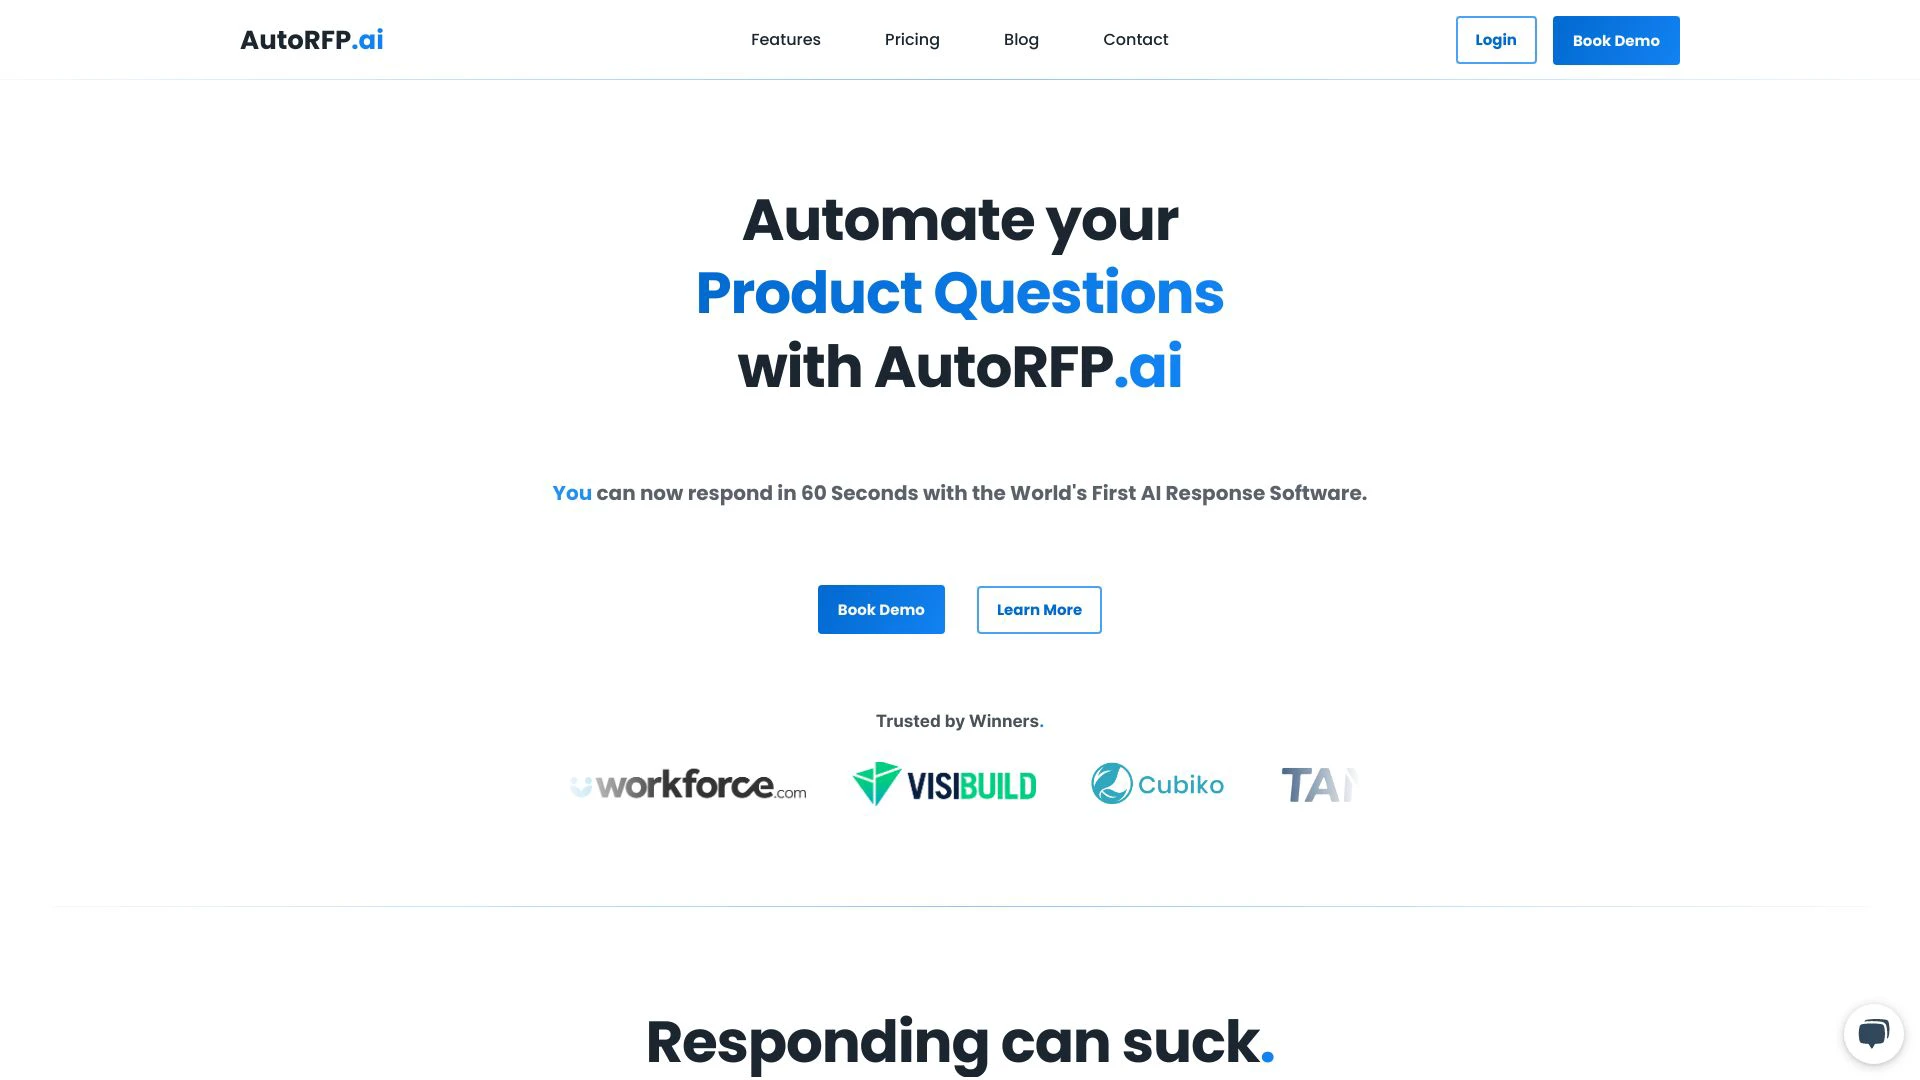 AutoRFP.ai
Features
Pricing
Blog
Contact
Login
Book Demo
Automate your
Product Questions
with AutoRFP.ai
You can now respond in 60 Seconds with the World's First AI Response Software.
Book Demo
Learn More
Trusted by Winners.
workforce.com
VISIBUILD
Cubiko
Responding can suck.